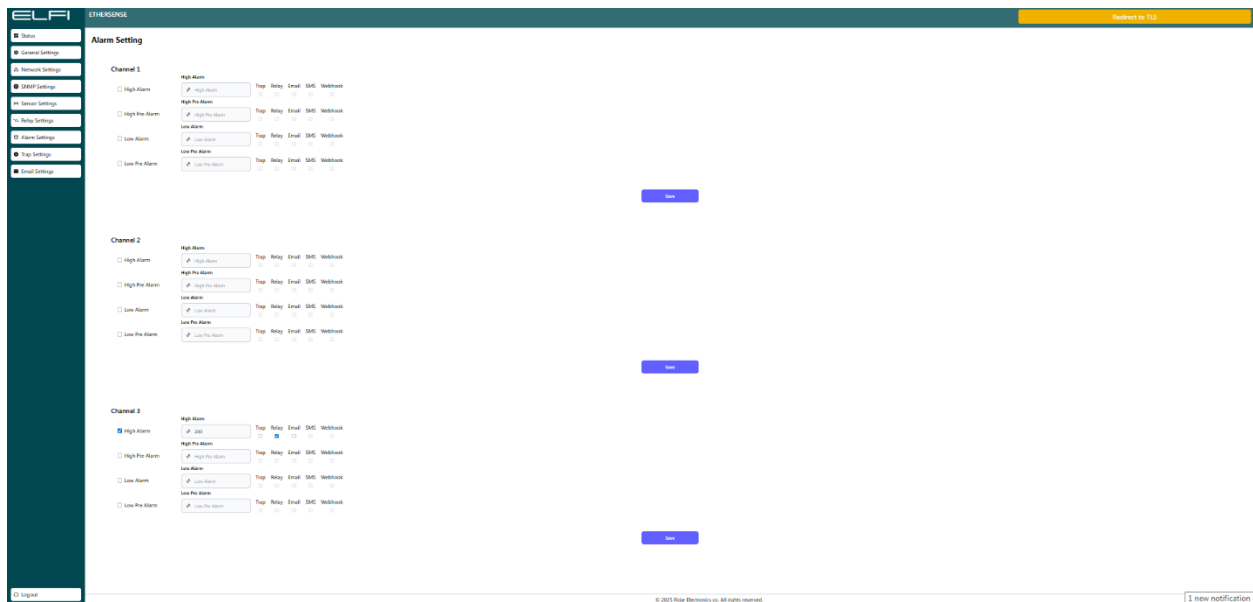 ELFI
ETHERSENSE
Redirect to TLS
Status
General Settings
Network Settings
SNMP Settings
Sensor Settings
Relay Settings
Alarm Settings
Trap Settings
Email Settings
Logout
Alarm Setting
Channel 1
High Alarm
High Alarm High Alarm Trap Relay Email SMS Webhook
High Pre Alarm
High Pre Alarm High Pre Alarm Trap Relay Email SMS Webhook
Low Alarm
Low Alarm Low Alarm Trap Relay Email SMS Webhook
Low Pre Alarm
Low Pre Alarm Low Pre Alarm Trap Relay Email SMS Webhook
Save
Channel 2
High Alarm
High Alarm High Alarm Trap Relay Email SMS Webhook
High Pre Alarm
High Pre Alarm High Pre Alarm Trap Relay Email SMS Webhook
Low Alarm
Low Alarm Low Alarm Trap Relay Email SMS Webhook
Low Pre Alarm
Low Pre Alarm Low Pre Alarm Trap Relay Email SMS Webhook
Save
Channel 3
High Alarm
High Alarm Trap Relay Email SMS Webhook
High Pre Alarm
High Pre Alarm High Pre Alarm Trap Relay Email SMS Webhook
Low Alarm
Low Alarm Low Alarm Trap Relay Email SMS Webhook
Low Pre Alarm
Low Pre Alarm Low Pre Alarm Trap Relay Email SMS Webhook
Save
© 2025 Electronics co. All rights reserved.
1 new notification